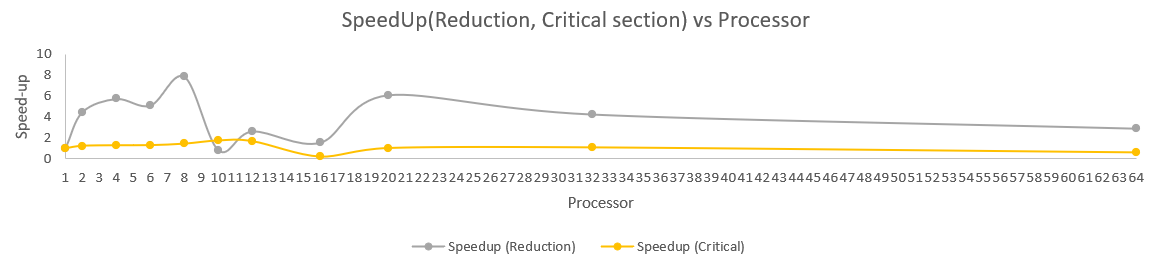 SpeedUp(Reduction, Critical section) vs Processor
10
8
6
4
2
0
Speed-up
1 2 3 4 5 6 7 8 9 10 11 12 13 14 15 16 17 18 19 20 21 22 23 24 25 26 27 28 29 30 31 32 33 34 35 36 37 38 39 40 41 42 43 44 45 46 47 48 49 50 51 52 53 54 55 56 57 58 59 60 61 62 63 64
Processor
Speedup (Reduction) Speedup (Critical)